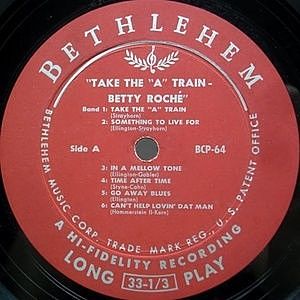 BETHLEHEM
"TAKE THE "A" TRAIN -
BETTY ROCHÉ"
Band 1: TAKE THE "A" TRAIN
(Strayhorn)
2: SOMETHING TO LIVE FOR
(Ellington-Strayhorn)
Side A
BCP-64
3: IN A MELLOW TONE
(Ellington-Gabler)
4: TIME AFTER TIME
(Styne-Cahn)
5: GO AWAY BLUES
(Ellington)
6: CAN'T HELP LOVIN' DAT MAN
(Hammerstein II-Kern)
BETHLEHEM MUSIC CORP. TRADE MARK REG., U.S. PATENT OFFICE
A HI-FIDELITY RECORDING
LONG 33-1/3 PLAY